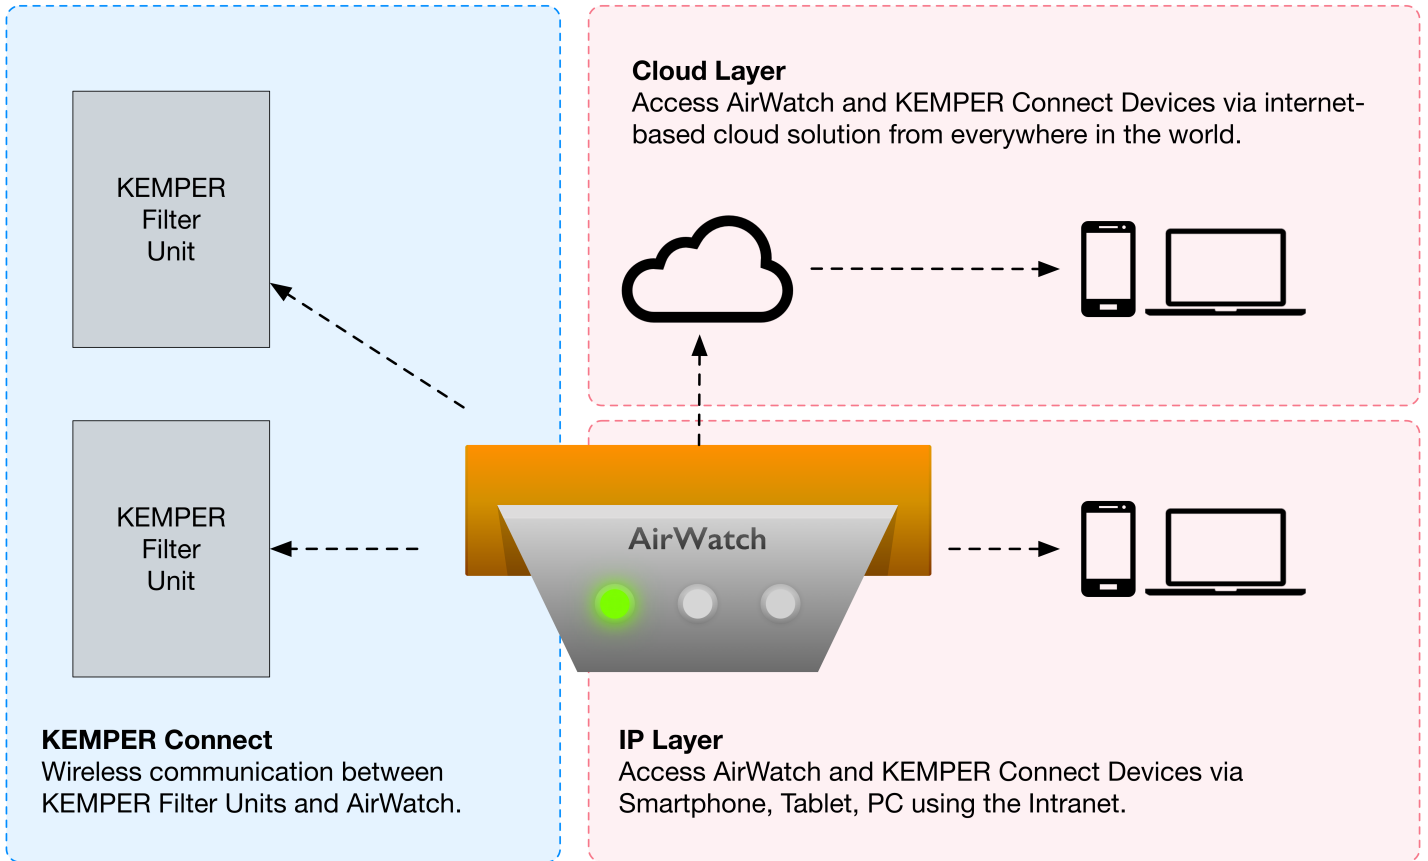 Cloud Layer
Access AirWatch and KEMPER Connect Devices via internet-
based cloud solution from everywhere in the world.
KEMPER
Filter
Unit
KEMPER
Filter
Unit
AirWatch
KEMPER Connect
Wireless communication between
KEMPER Filter Units and AirWatch.
IP Layer
Access AirWatch and KEMPER Connect Devices via
Smartphone, Tablet, PC using the Intranet.